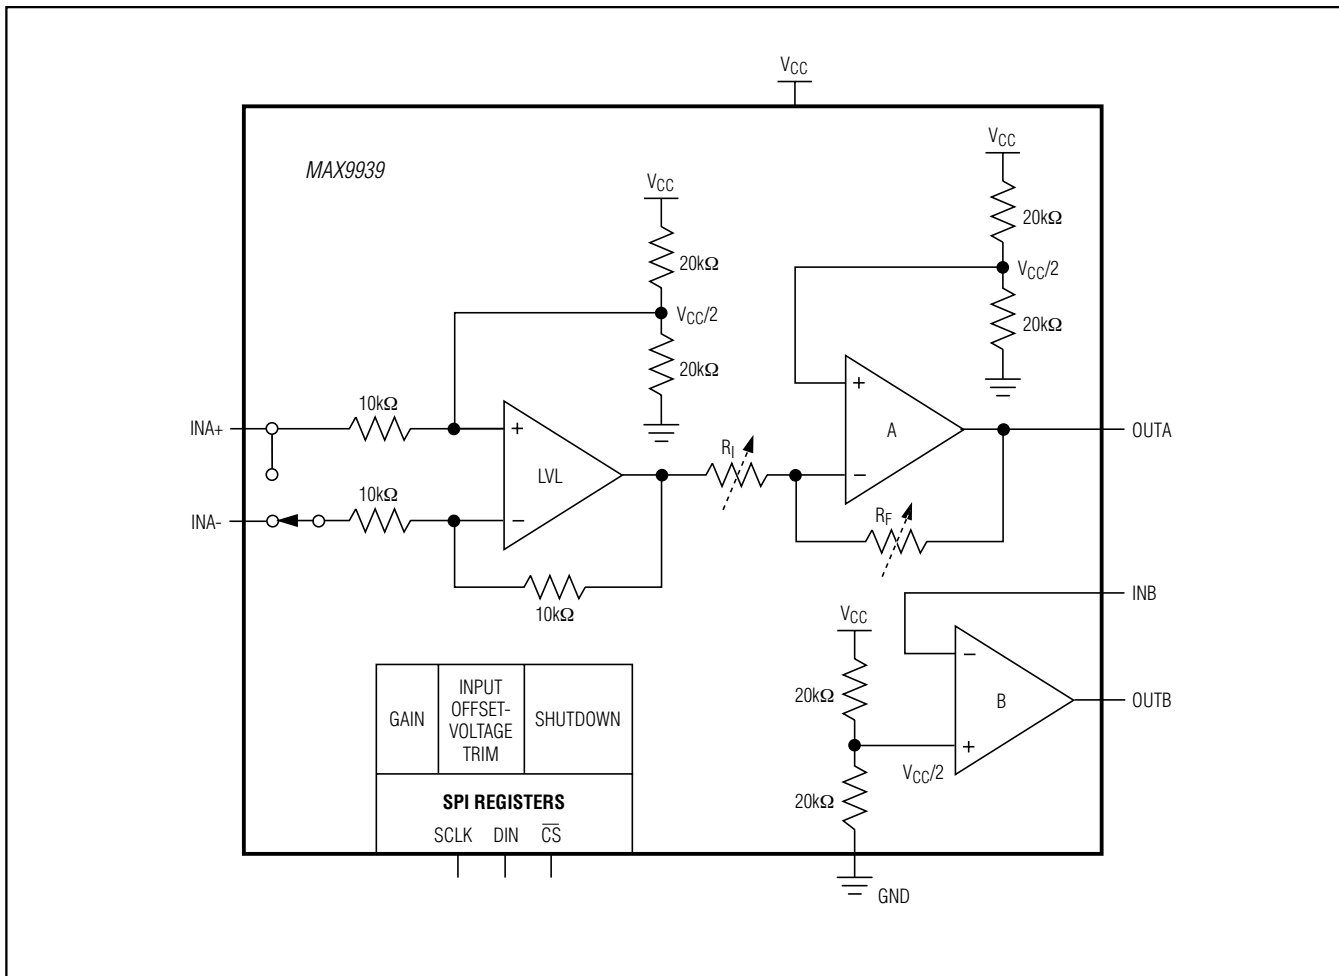 VCC
MAX9939
VCC
20kΩ
VCC/2
20kΩ
VCC
20kΩ
VCC/2
20kΩ
INA+
10kΩ
+
LVL
−
INA-
10kΩ
10kΩ
RI
+
A
−
RF
OUTA
INB
VCC
20kΩ
VCC/2
20kΩ
−
B
+
OUTB
GND
GAIN
INPUT
OFFSET-
VOLTAGE
TRIM
SHUTDOWN
SPI REGISTERS
SCLK DIN C̅S̅